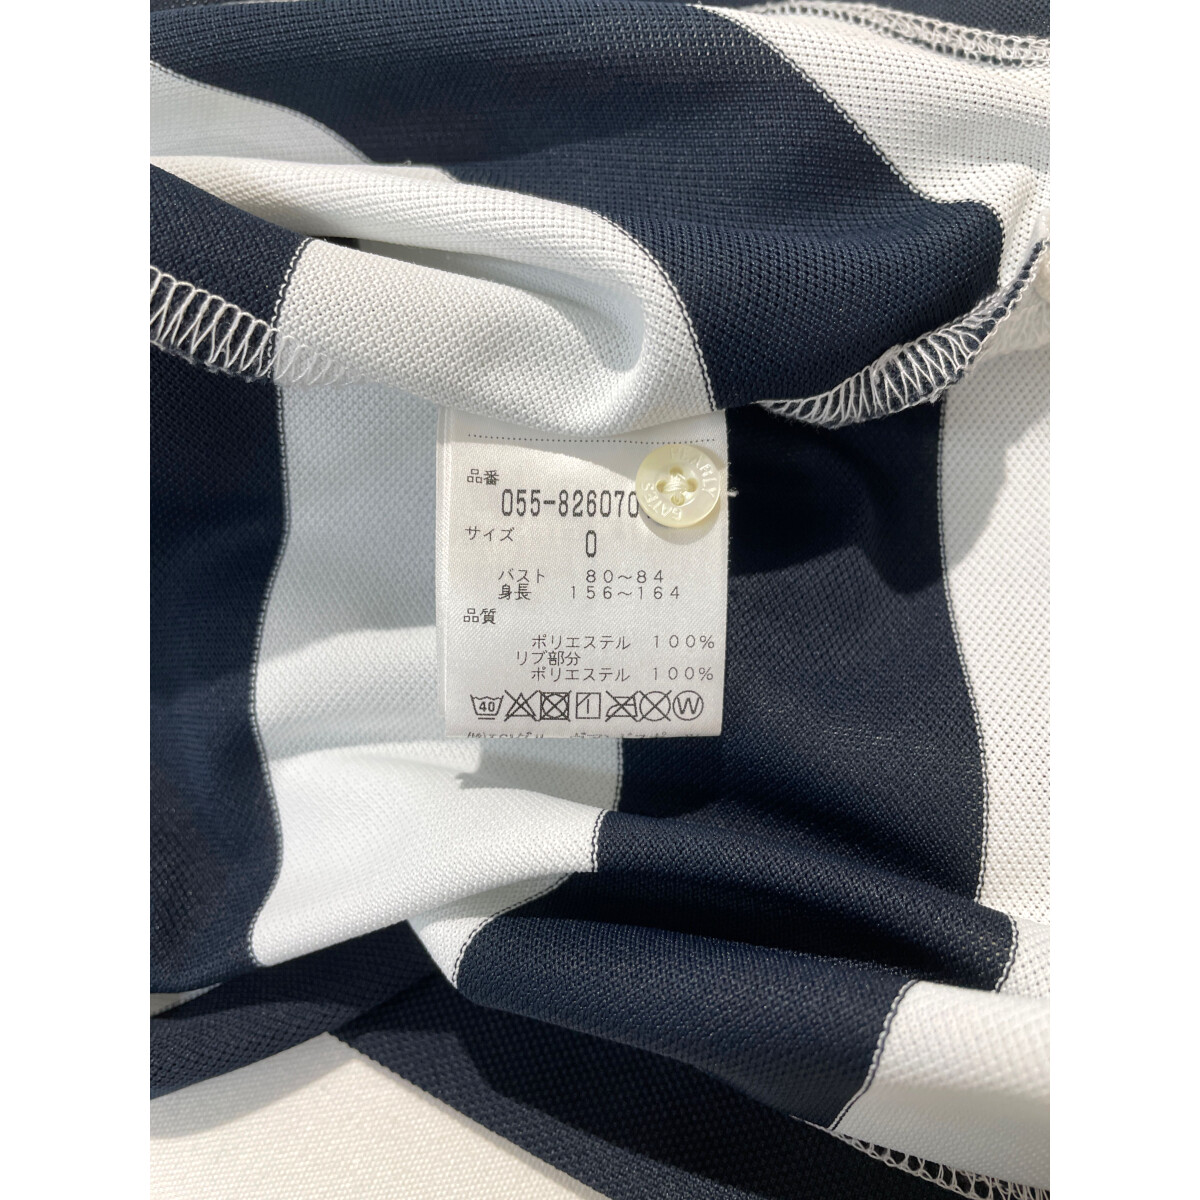 品番
055-826070
サイズ
0
バスト 80～84
身長 156～164
品質
ポリエステル 100%
リブ部分
ポリエステル 100%
40
W
PEARLY GATES